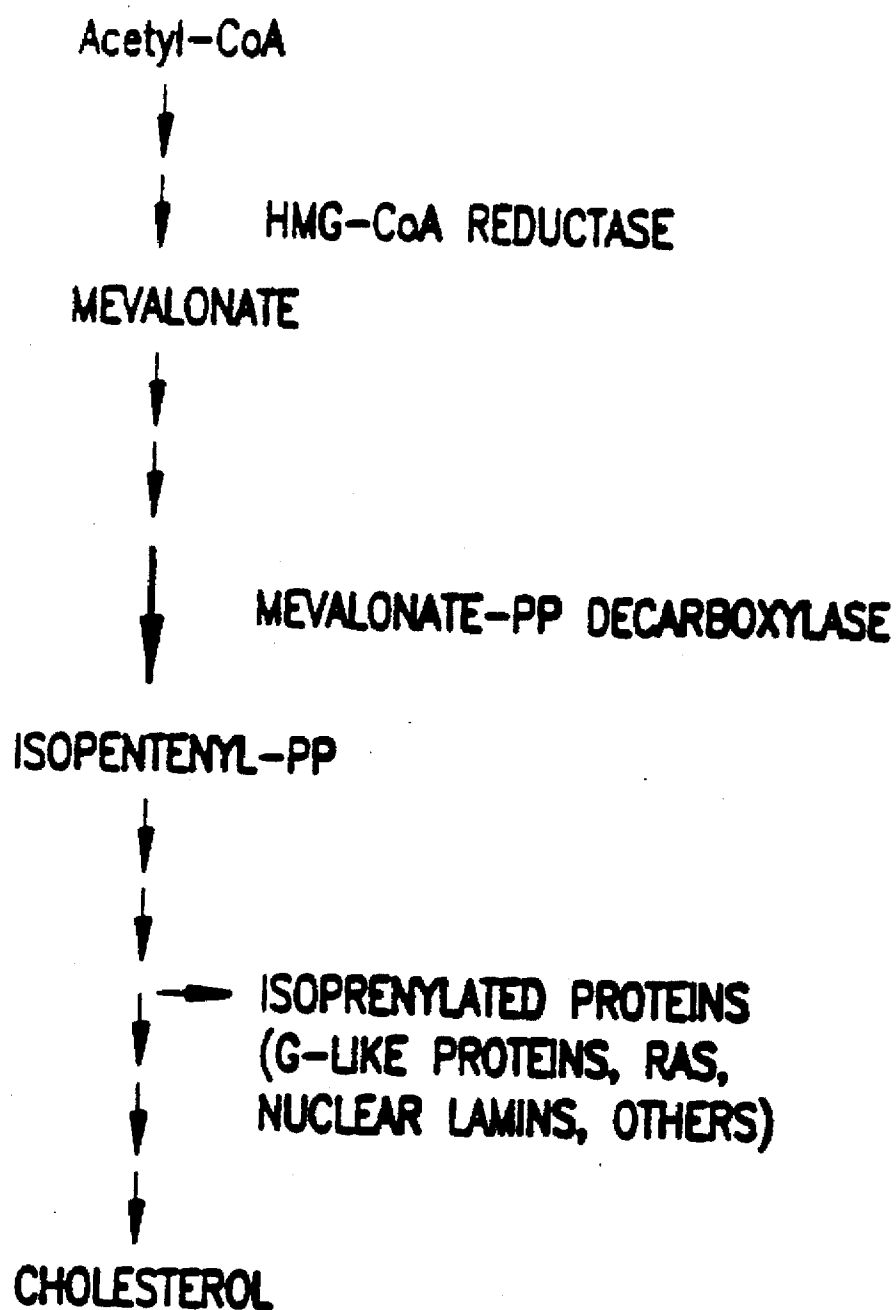 Acetyl-CoA
HMG-CoA REDUCTASE
MEVALONATE
MEVALONATE-PP DECARBOXYLASE
ISOPENTENYL-PP
ISOPRENYLATED PROTEINS
(G-LIKE PROTEINS, RAS,
NUCLEAR LAMINS, OTHERS)
CHOLESTEROL